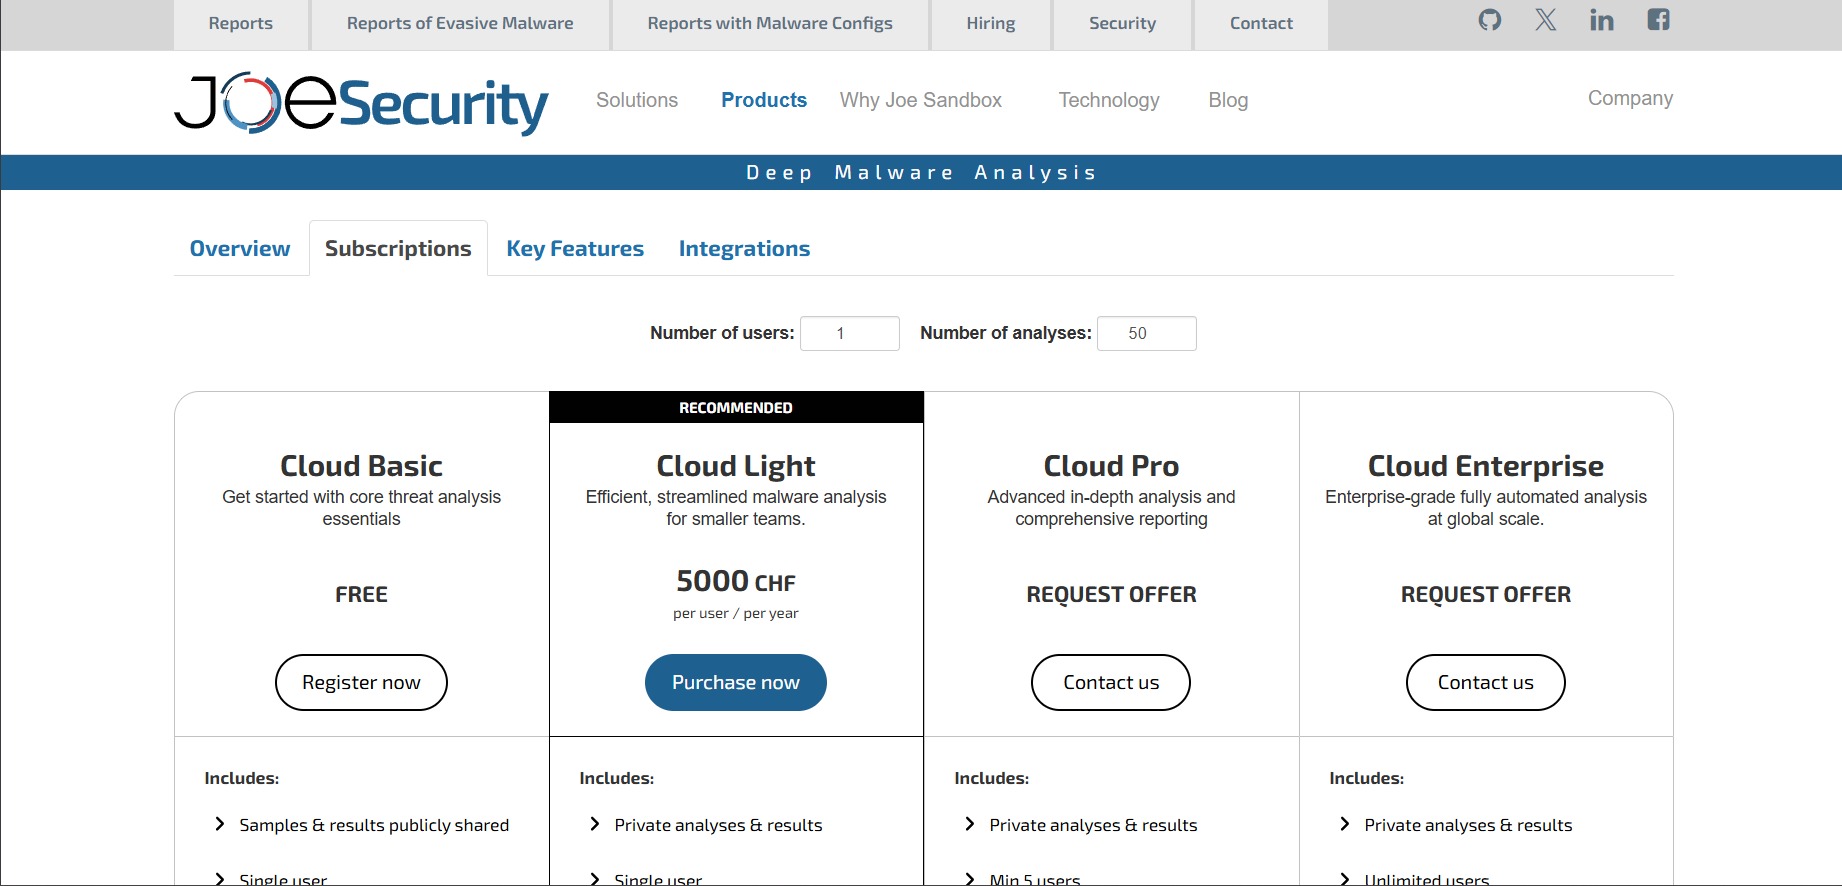 Reports Reports of Evasive Malware Reports with Malware Configs Hiring Security Contact
JOeSecurity Solutions Products Why Joe Sandbox Technology Blog Company
Deep Malware Analysis
Overview Subscriptions Key Features Integrations
Number of users: 1 Number of analyses: 50
Cloud Basic
Get started with core threat analysis
essentials
FREE
Register now
Includes:
Samples & results publicly shared
Single user
RECOMMENDED
Cloud Light
Efficient, streamlined malware analysis
for smaller teams.
5000 CHF
per user / per year
Purchase now
Includes:
Private analyses & results
Single user
Cloud Pro
Advanced in-depth analysis and
comprehensive reporting
REQUEST OFFER
Contact us
Includes:
Private analyses & results
Min 5 users
Cloud Enterprise
Enterprise-grade fully automated analysis
at global scale.
REQUEST OFFER
Contact us
Includes:
Private analyses & results
Unlimited users